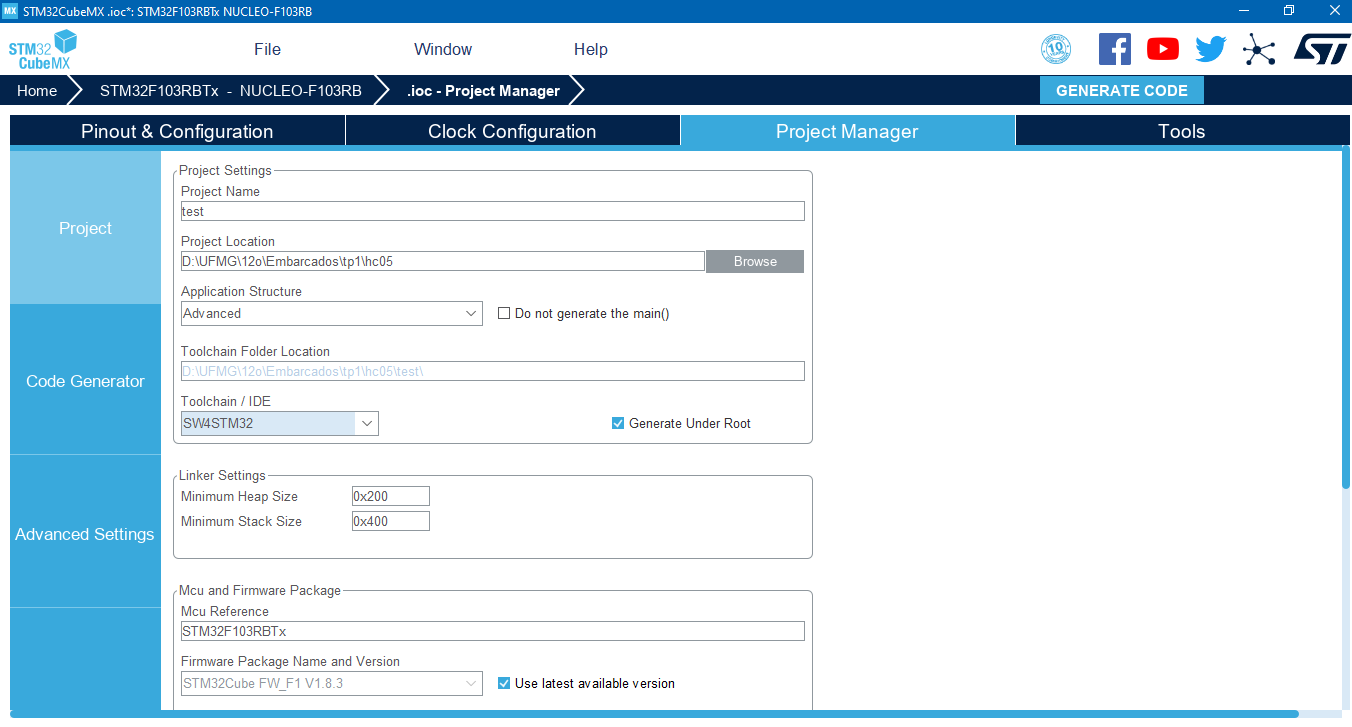 MX STM32CubeMX .ioc*: STM32F103RBTx NUCLEO-F103RB
STM32
CubeMX
File Window Help
10
Home STM32F103RBTx - NUCLEO-F103RB .ioc - Project Manager GENERATE CODE
Pinout & Configuration Clock Configuration Project Manager Tools
Project
Code Generator
Advanced Settings
Project Settings
Project Name
test
Project Location
D:\UFMG\12o\Embarcados\tp1\hc05 Browse
Application Structure
Advanced Do not generate the main()
Toolchain Folder Location
D:\UFMG\12o\Embarcados\tp1\hc05\test\
Toolchain / IDE
SW4STM32 Generate Under Root
Linker Settings
Minimum Heap Size 0x200
Minimum Stack Size 0x400
Mcu and Firmware Package
Mcu Reference
STM32F103RBTx
Firmware Package Name and Version
STM32Cube FW_F1 V1.8.3 Use latest available version